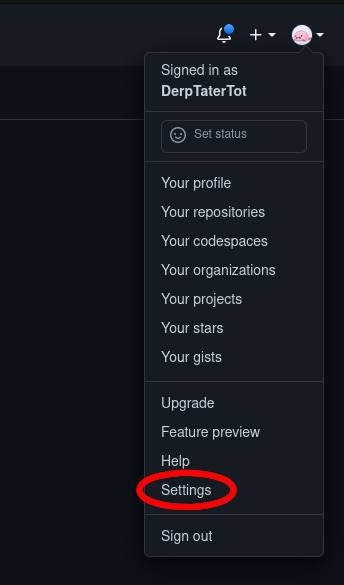 Signed in as
DerpTaterTot
Set status
Your profile
Your repositories
Your codespaces
Your organizations
Your projects
Your stars
Your gists
Upgrade
Feature preview
Help
Settings
Sign out